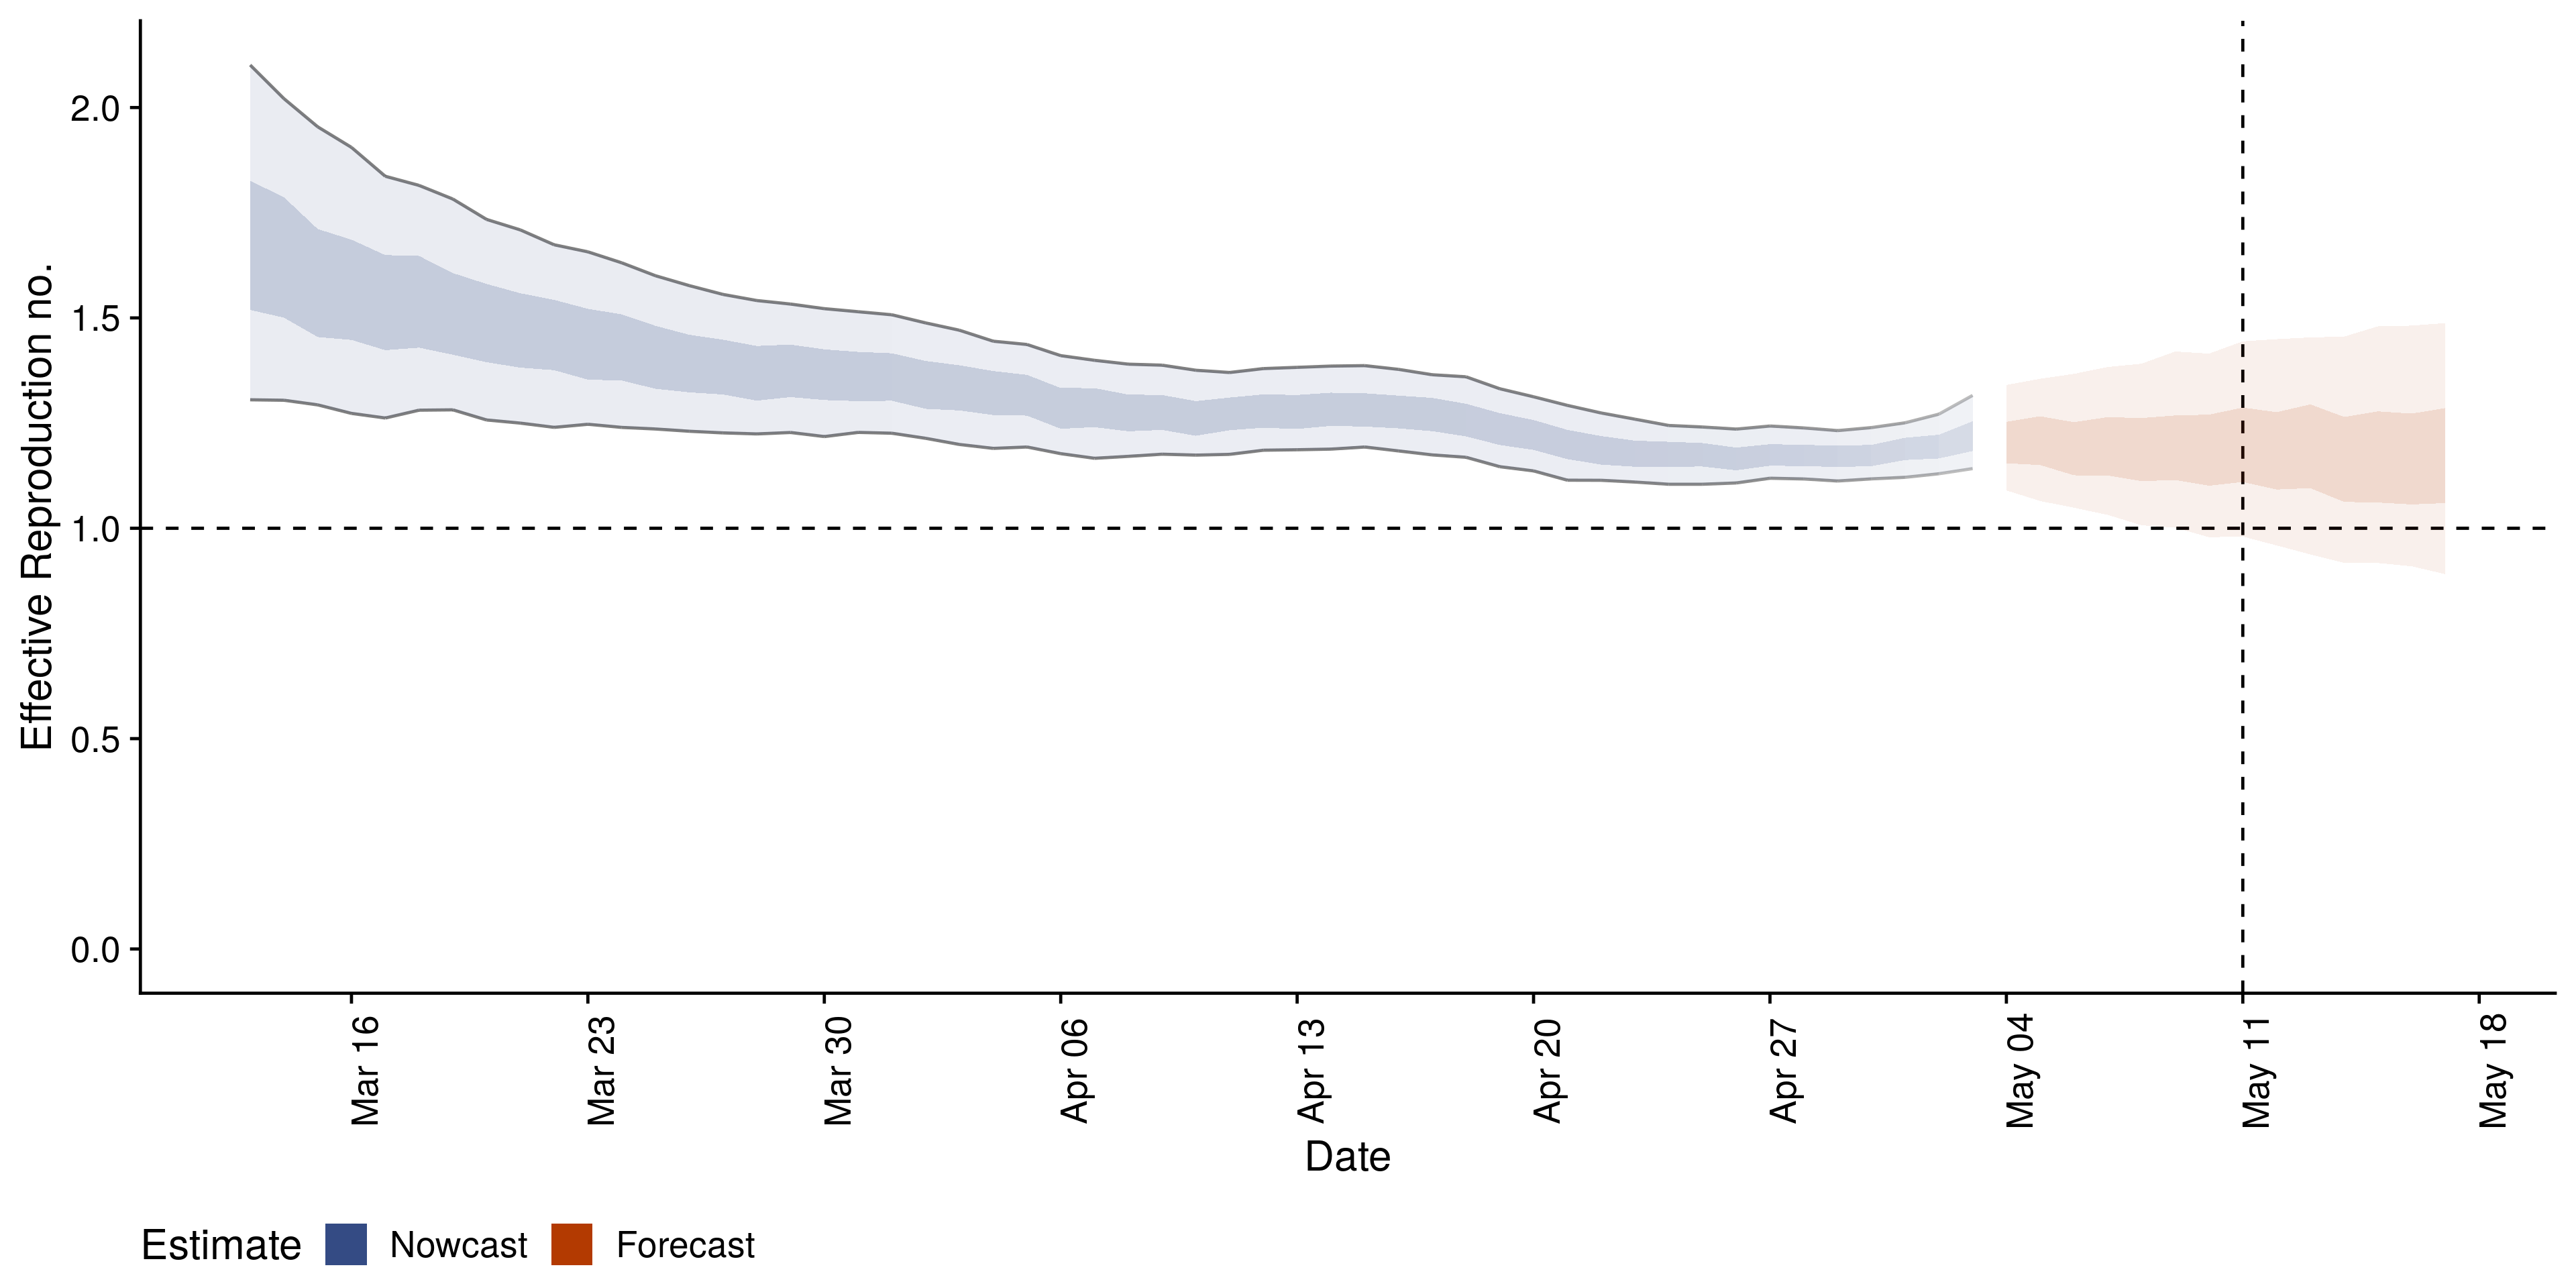 Effective Reproduction no.
2.0
1.5
1.0
0.5
0.0
Mar 16
Mar 23
Mar 30
Apr 06
Apr 13
Apr 20
Apr 27
May 04
May 11
May 18
Date
Estimate Nowcast Forecast